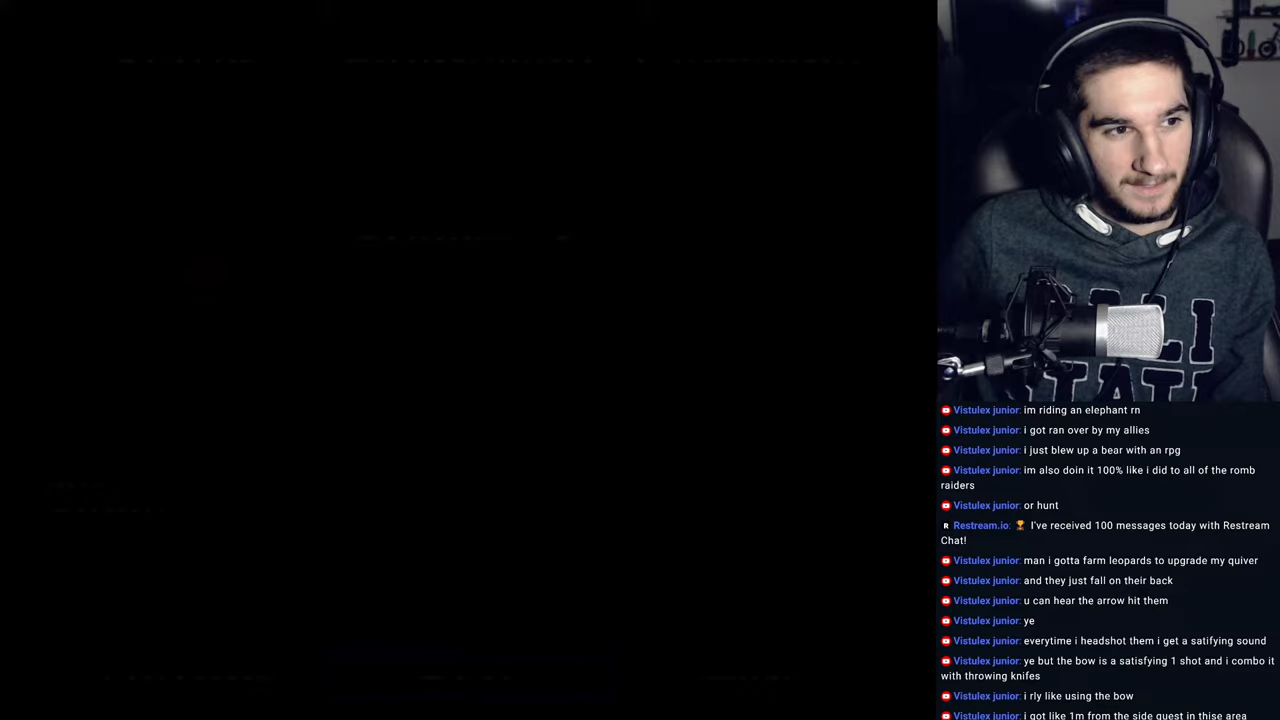 Vistulex junior: im riding an elephant rn
Vistulex junior: i got ran over by my allies
Vistulex junior: i just blew up a bear with an rpg
Vistulex junior: im also doin it 100% like i did to all of the romb
raiders
Vistulex junior: or hunt
Restream.io: 🏆 I've received 100 messages today with Restream
Chat!
Vistulex junior: man i gotta farm leopards to upgrade my quiver
Vistulex junior: and they just fall on their back
Vistulex junior: u can hear the arrow hit them
Vistulex junior: ye
Vistulex junior: everytime i headshot them i get a satifying sound
Vistulex junior: ye but the bow is a satisfying 1 shot and i combo it
with throwing knifes
Vistulex junior: i rly like using the bow
Vistulex junior: i got like 1m from the side quest in thise area